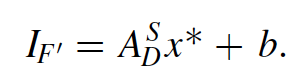 I_{F'} = A_D^S x* + b.